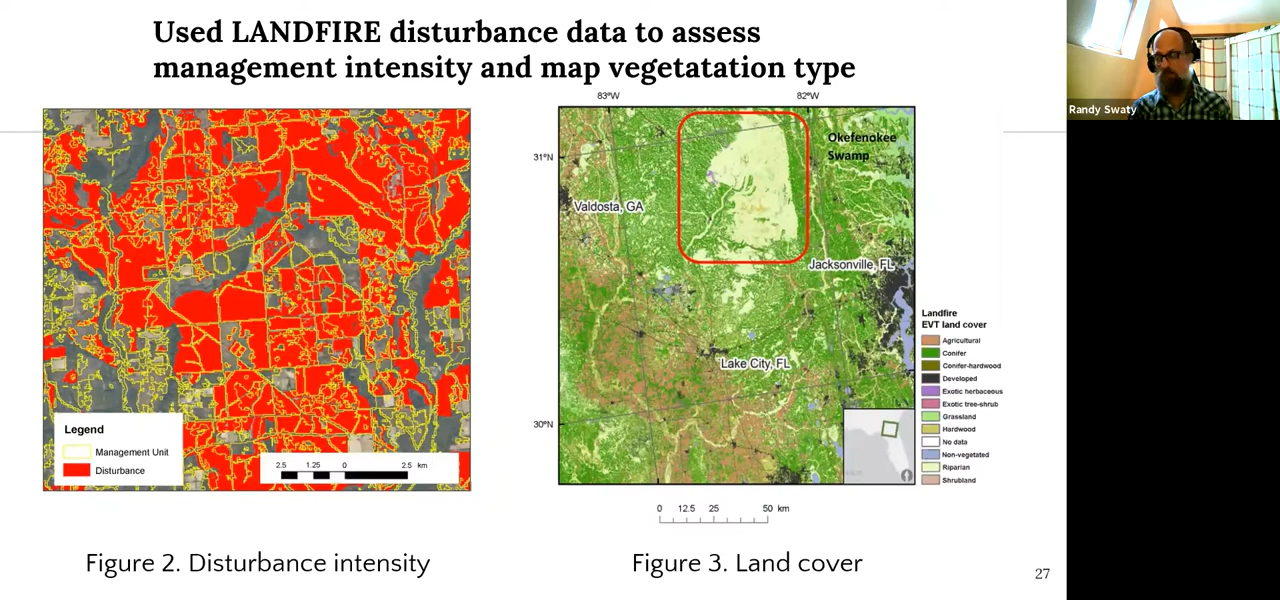 Used LANDFIRE disturbance data to assess
management intensity and map vegetatation type
Randy Swaty
Legend
Management Unit
Disturbance
2.5 1.25 0 2.5 km
83°W 82°W
31°N
30°N
Okefenokee
Swamp
Valdosta, GA
Jacksonville, FL
Lake City, FL
Landfire
EVT land cover
Agricultural
Conifer
Conifer-hardwood
Developed
Exotic herbaceous
Exotic tree-shrub
Grassland
Hardwood
No data
Non-vegetated
Riparian
Shrubland
0 12.5 25 50 km
Figure 2. Disturbance intensity
Figure 3. Land cover
27